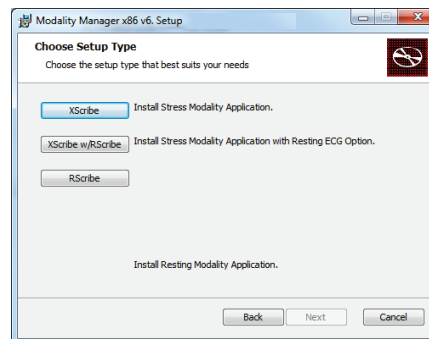 Modality Manager x86 v6. Setup
Choose Setup Type
Choose the setup type that best suits your needs
XScribe Install Stress Modality Application.
XScribe w/RScribe Install Stress Modality Application with Resting ECG Option.
RScribe
Install Resting Modality Application.
Back Next Cancel